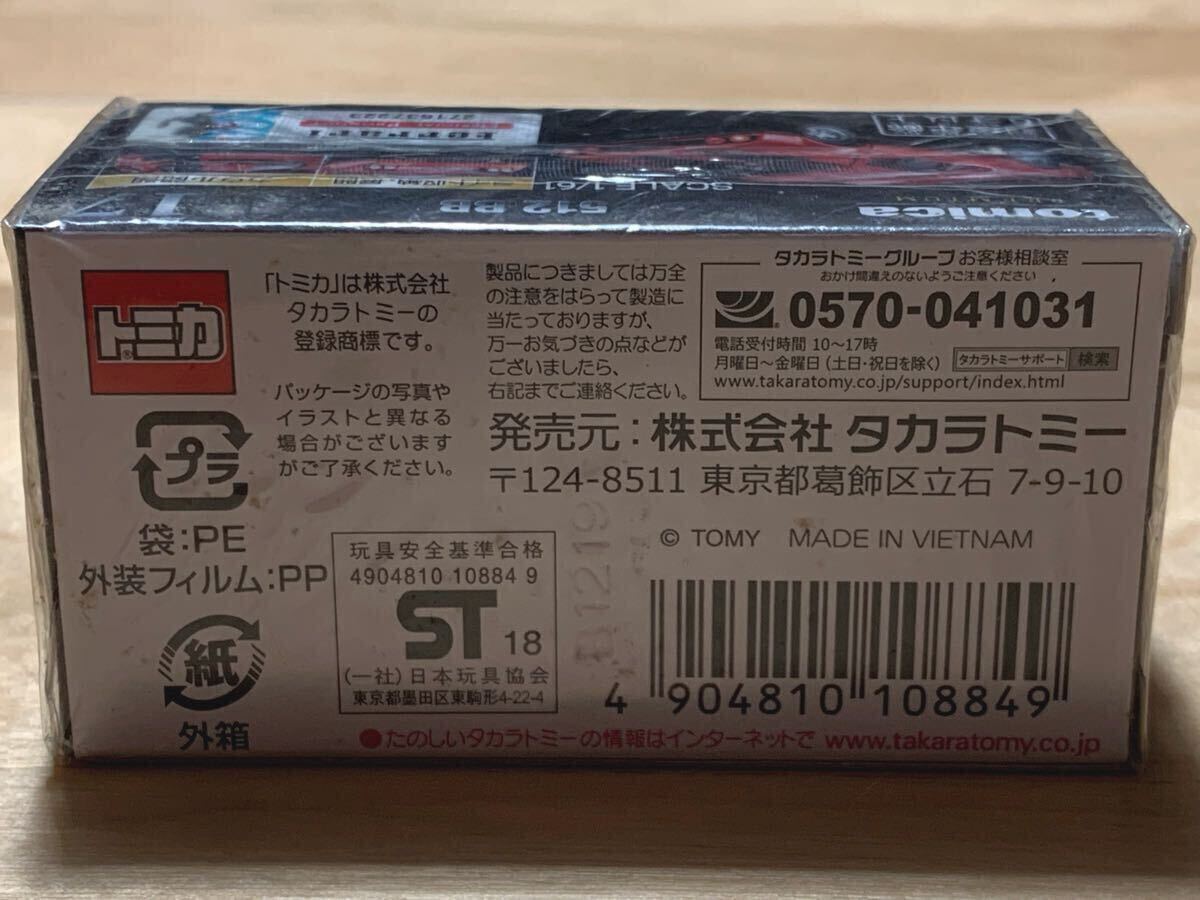 tomica
512 BB
SCALE 1/61
トミカ
「トミカ」は株式会社
タカラトミーの
登録商標です。
パッケージの写真や
イラストと異なる
場合がございます
がご了承ください。
製品につきましては万全
の注意をはらって製造に
当たっておりますが、
万一お気づきの点などが
ございましたら、
右記までご連絡ください。
タカラトミーグループ お客様相談室
おかけ間違えのないようご注意ください
0570-041031
電話受付時間 10〜17時
月曜日〜金曜日 (土日・祝日を除く) タカラトミーサポート 検索
www.takaratomy.co.jp/support/index.html
発売元:株式会社 タカラトミー
〒124-8511 東京都葛飾区立石 7-9-10
© TOMY MADE IN VIETNAM
プラ
袋:PE
外装フィルム:PP
紙
外箱
玩具安全基準合格
4904810 10884 9
ST 18
(一社)日本玩具協会
東京都墨田区東駒形4-22-4
4 904810 108849
●たのしいタカラトミーの情報はインターネットで www.takaratomy.co.jp